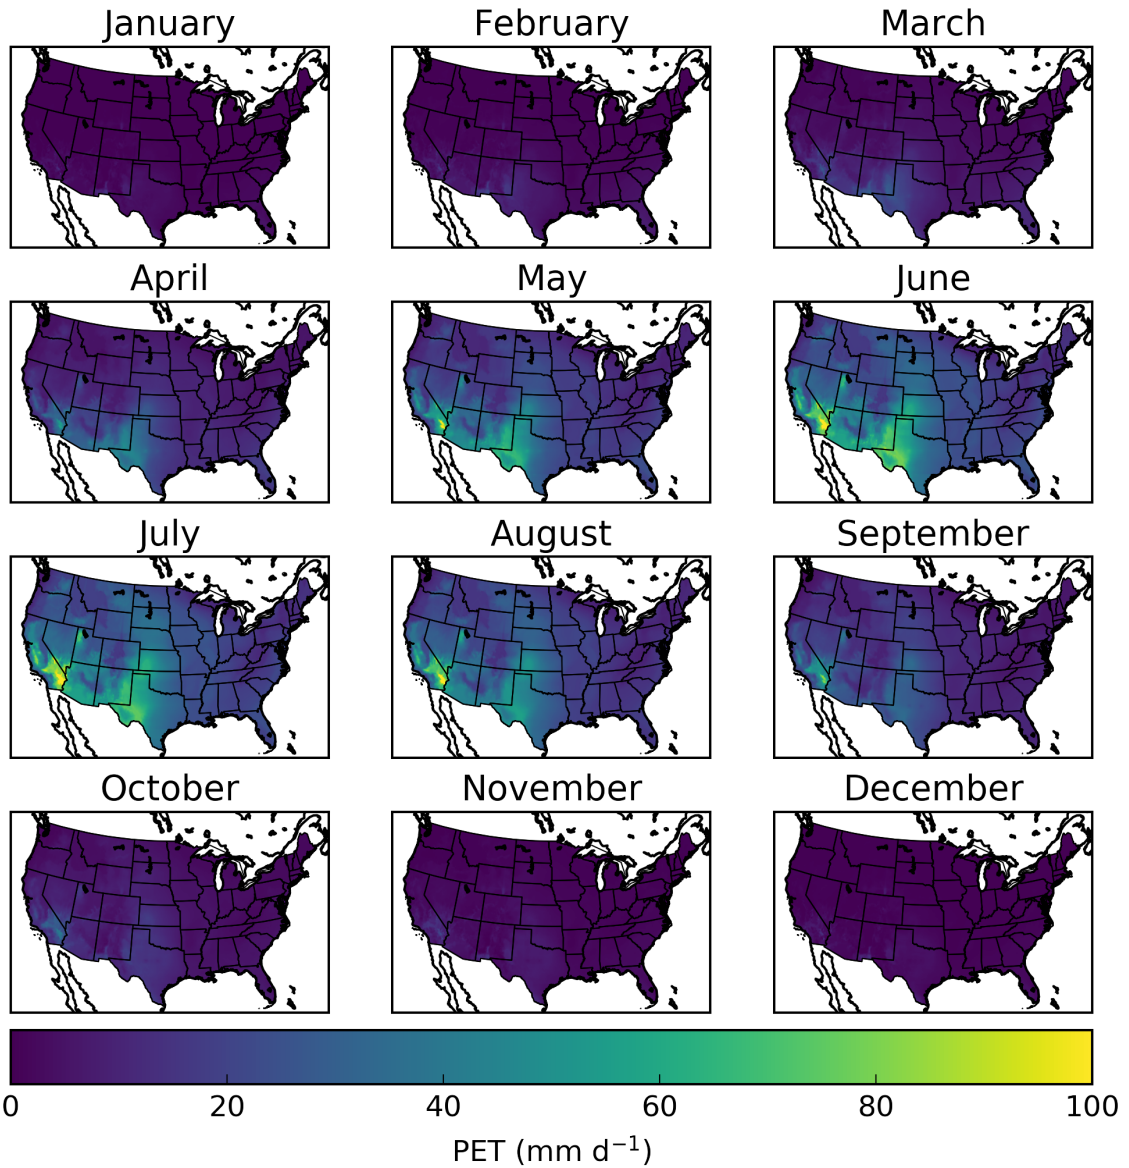 January February March
April May June
July August September
October November December
0 20 40 60 80 100
PET (mm d⁻¹)